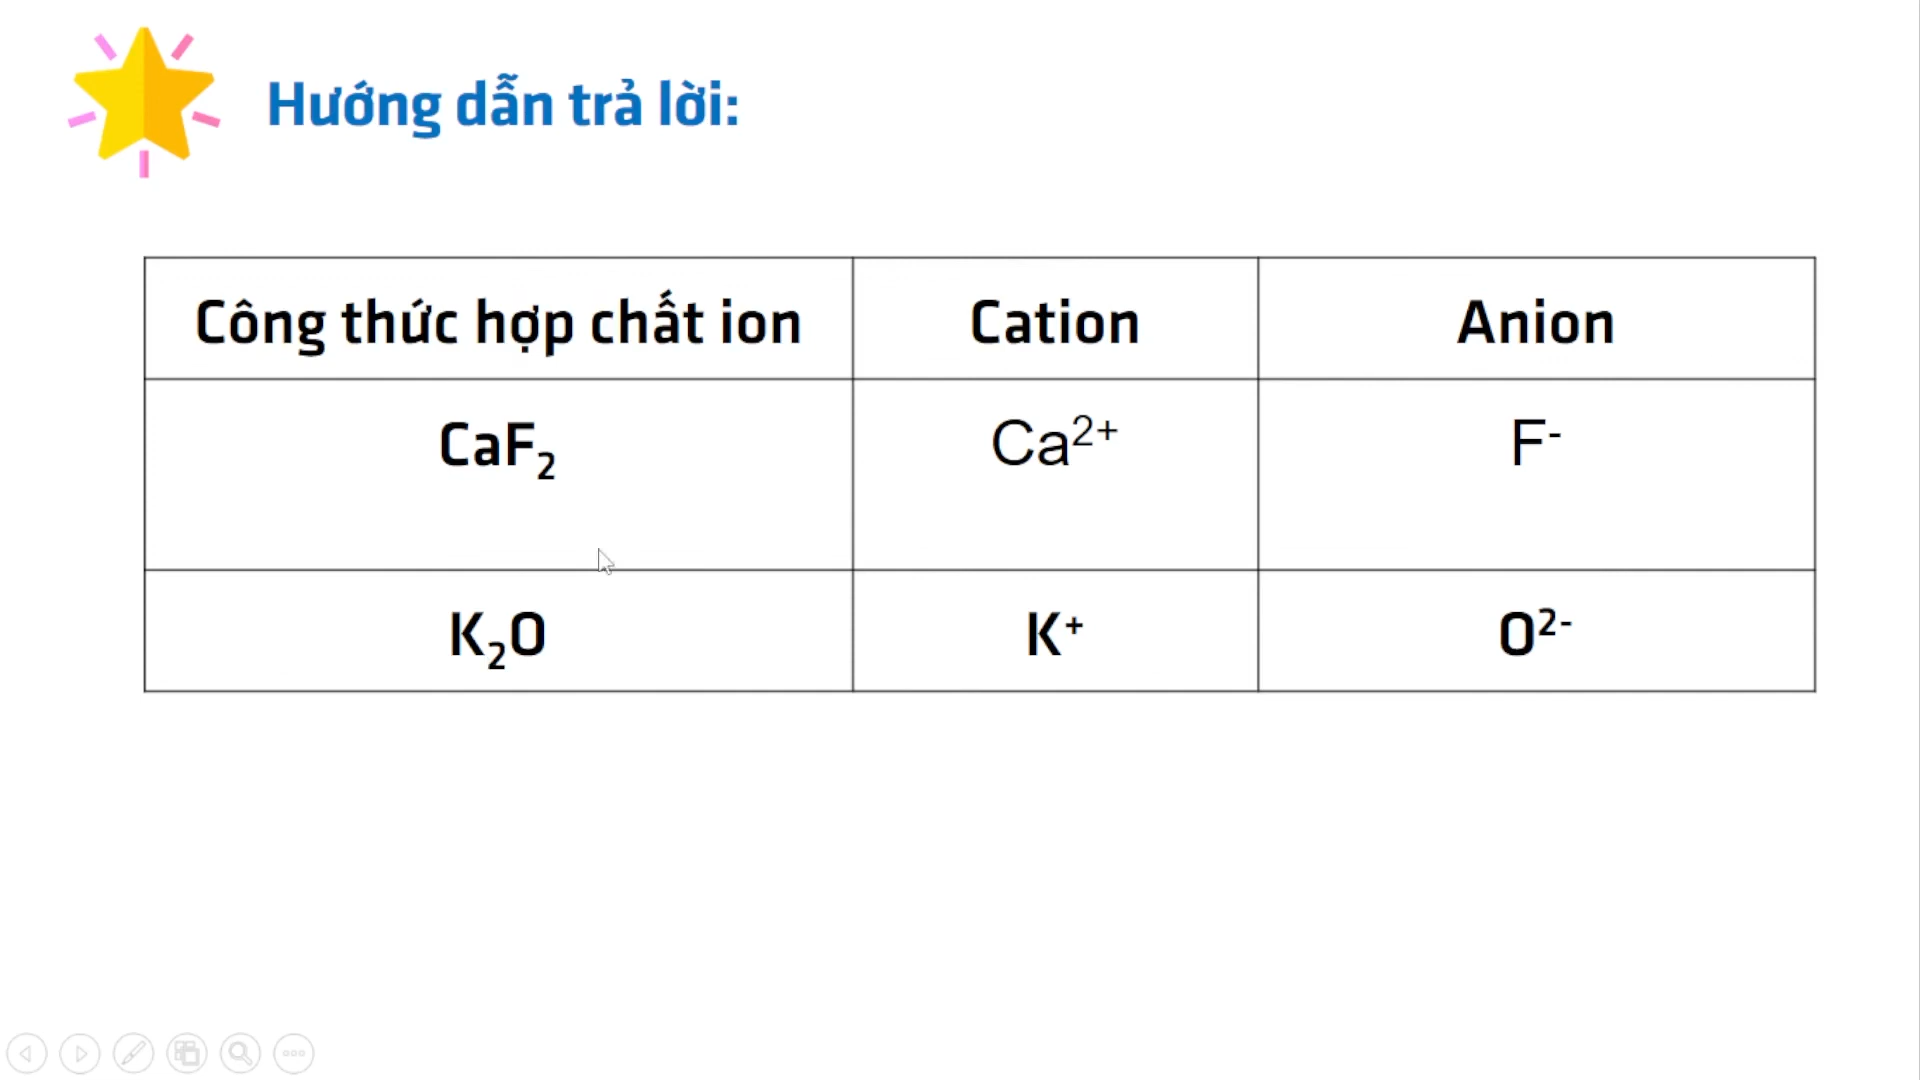 Hướng dẫn trả lời:
Công thức hợp chất ion Cation Anion
CaF₂ Ca²⁺ F⁻
K₂O K⁺ O²⁻